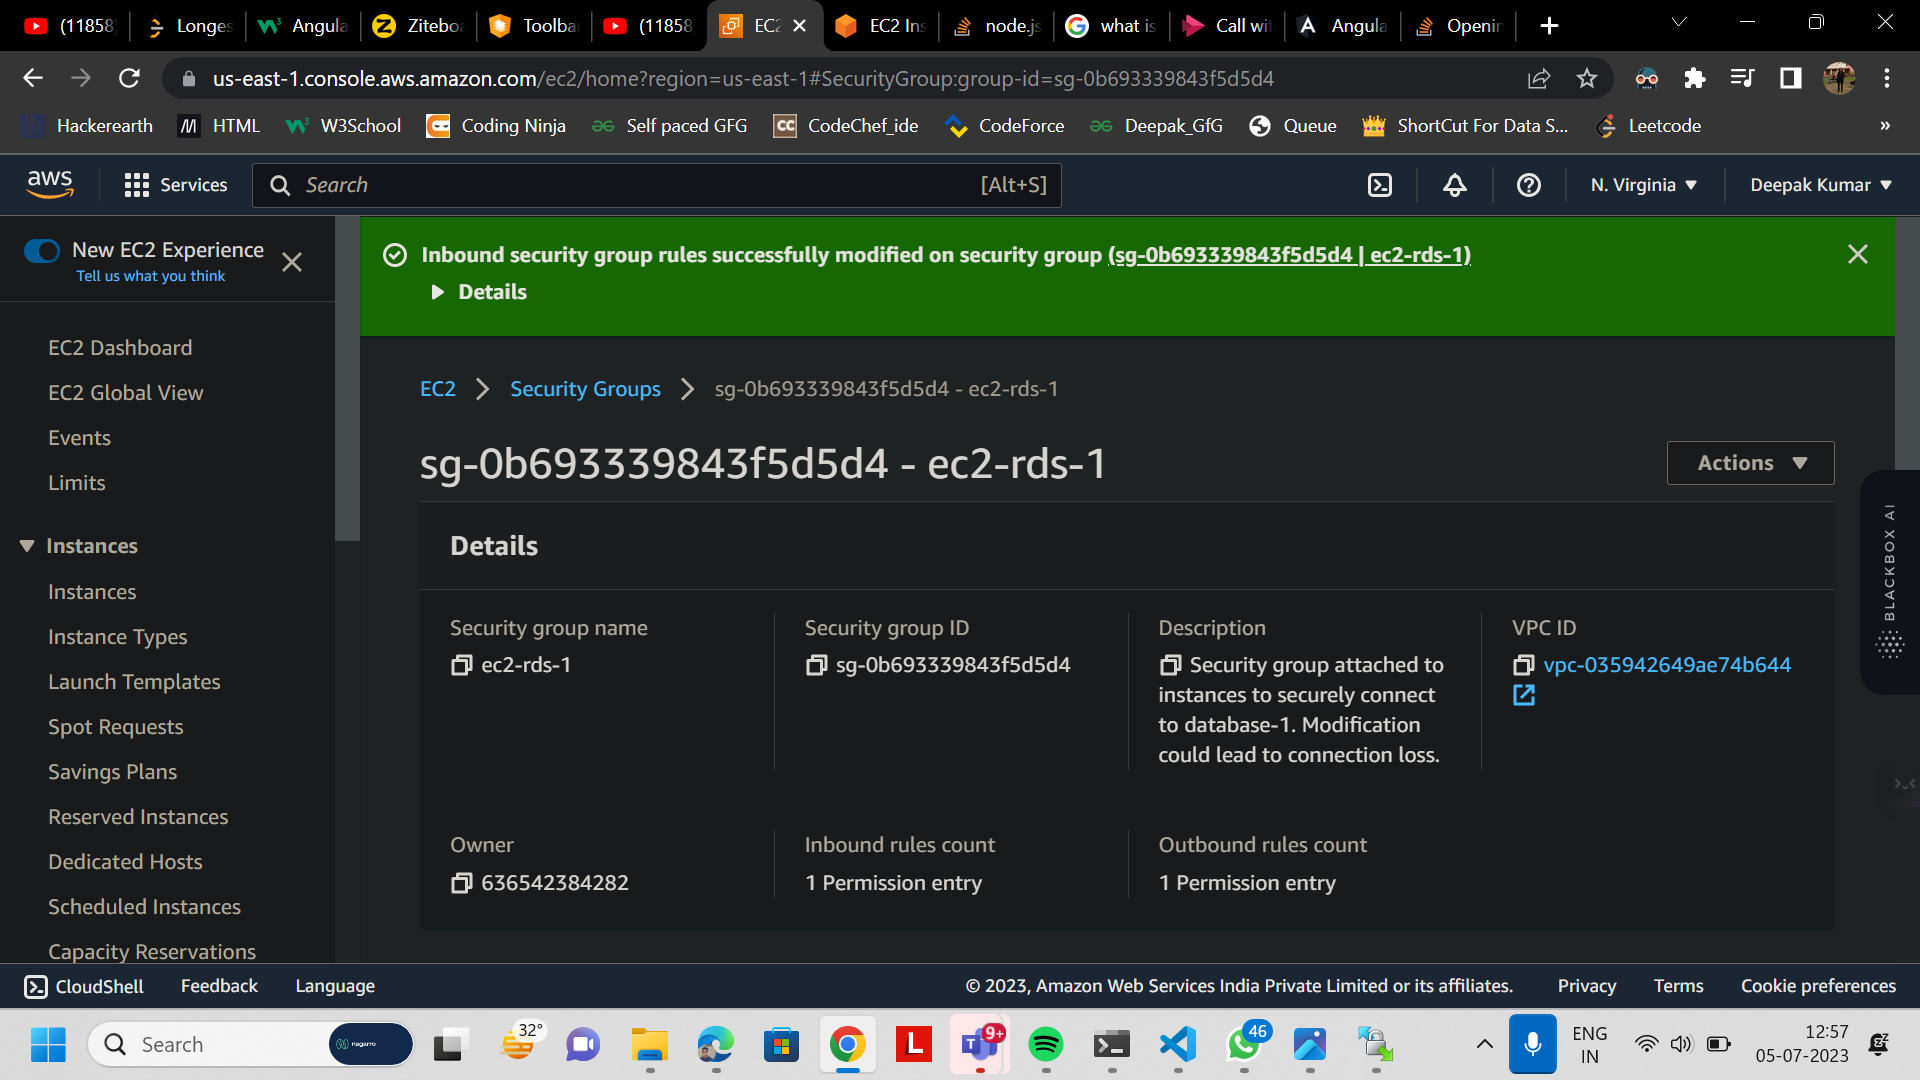 (11858)
Longes
Angula
Zitebo
Toolba
(11858)
EC2
EC2 Ins
node.js
what is
Call wit
Angula
Openin
us-east-1.console.aws.amazon.com/ec2/home?region=us-east-1#SecurityGroup:group-id=sg-0b693339843f5d5d4
Hackerearth
HTML
W3School
Coding Ninja
Self paced GFG
CodeChef_ide
CodeForce
Deepak_GfG
Queue
ShortCut For Data S...
Leetcode
»
aws
Services
Search
[Alt+S]
N. Virginia
Deepak Kumar
New EC2 Experience
Tell us what you think
EC2 Dashboard
EC2 Global View
Events
Limits
Instances
Instances
Instance Types
Launch Templates
Spot Requests
Savings Plans
Reserved Instances
Dedicated Hosts
Scheduled Instances
Capacity Reservations
Inbound security group rules successfully modified on security group (sg-0b693339843f5d5d4 | ec2-rds-1)
Details
EC2 > Security Groups > sg-0b693339843f5d5d4 - ec2-rds-1
sg-0b693339843f5d5d4 - ec2-rds-1
Actions
Details
Security group name
ec2-rds-1
Security group ID
sg-0b693339843f5d5d4
Description
Security group attached to
instances to securely connect
to database-1. Modification
could lead to connection loss.
VPC ID
vpc-035942649ae74b644
Owner
636542384282
Inbound rules count
1 Permission entry
Outbound rules count
1 Permission entry
BLACKBOX AI
CloudShell
Feedback
Language
© 2023, Amazon Web Services India Private Limited or its affiliates.
Privacy
Terms
Cookie preferences
Search
nagarro
32°
L
T
9+
46
ENG
IN
12:57
05-07-2023